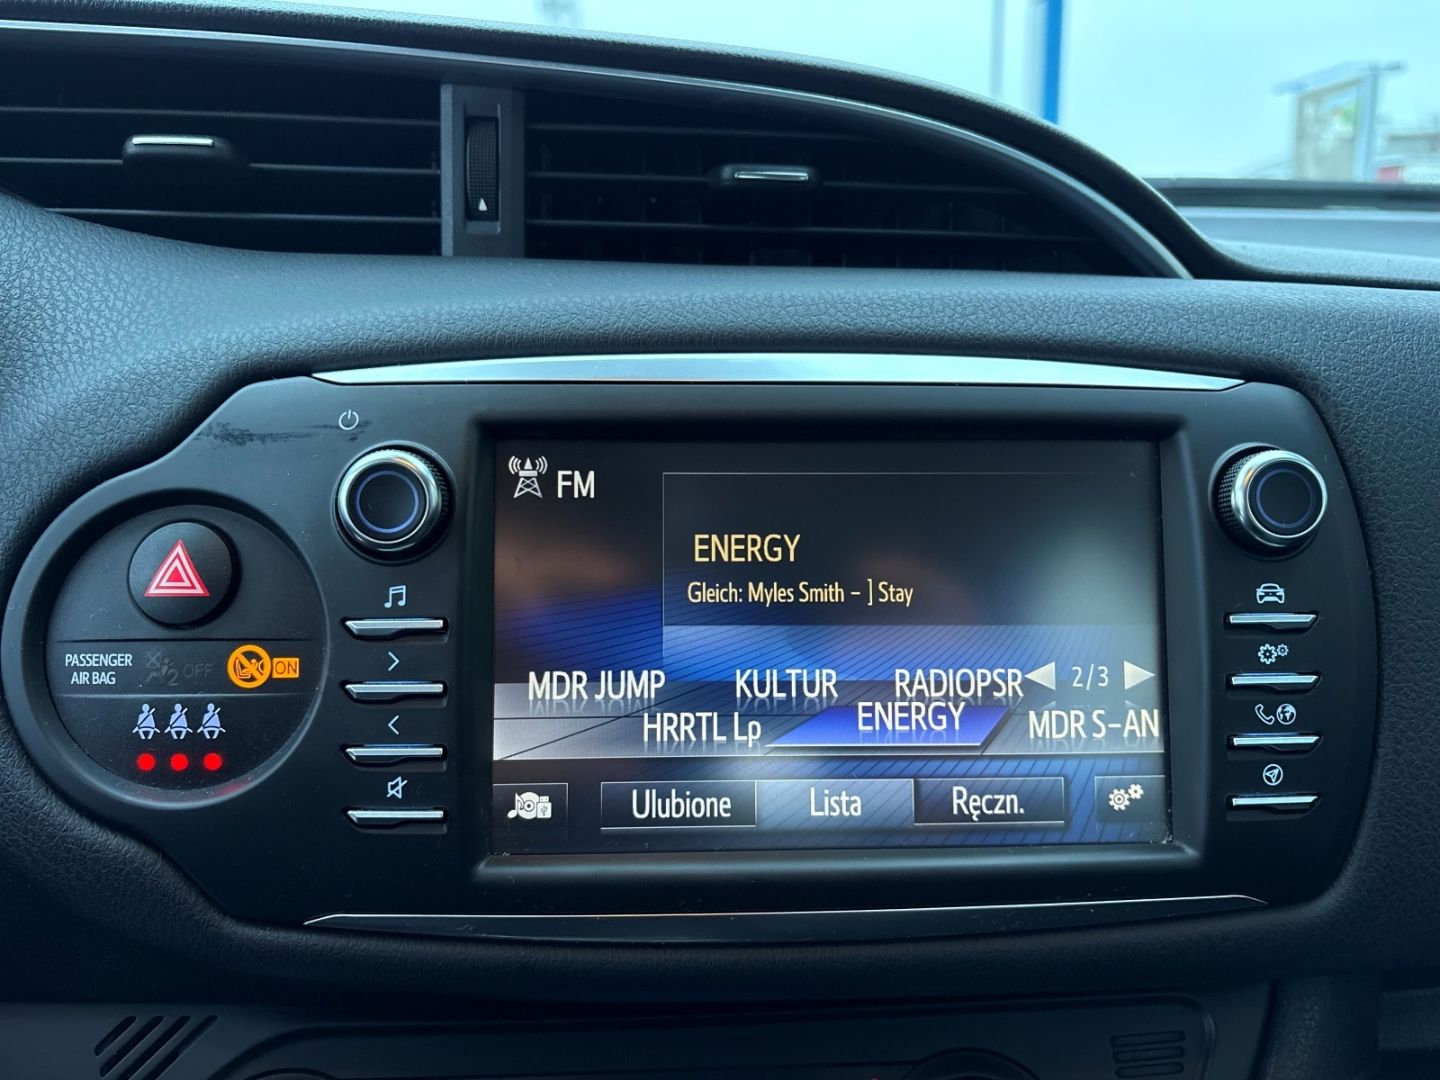 FM
ENERGY
Gleich: Myles Smith – ] Stay
MDR JUMP KULTUR RADIOPSR 2/3
HRRTL Lp ENERGY MDR S-AN
Ulubione Lista Ręczn.
PASSENGER
AIR BAG
2 OFF ON